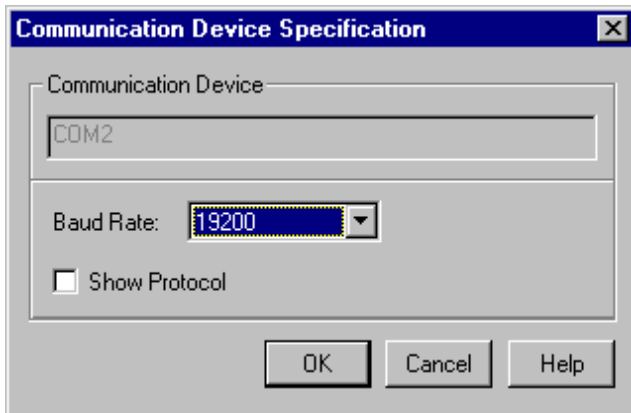 Communication Device Specification
Communication Device
COM2
Baud Rate: 19200
Show Protocol
OK Cancel Help